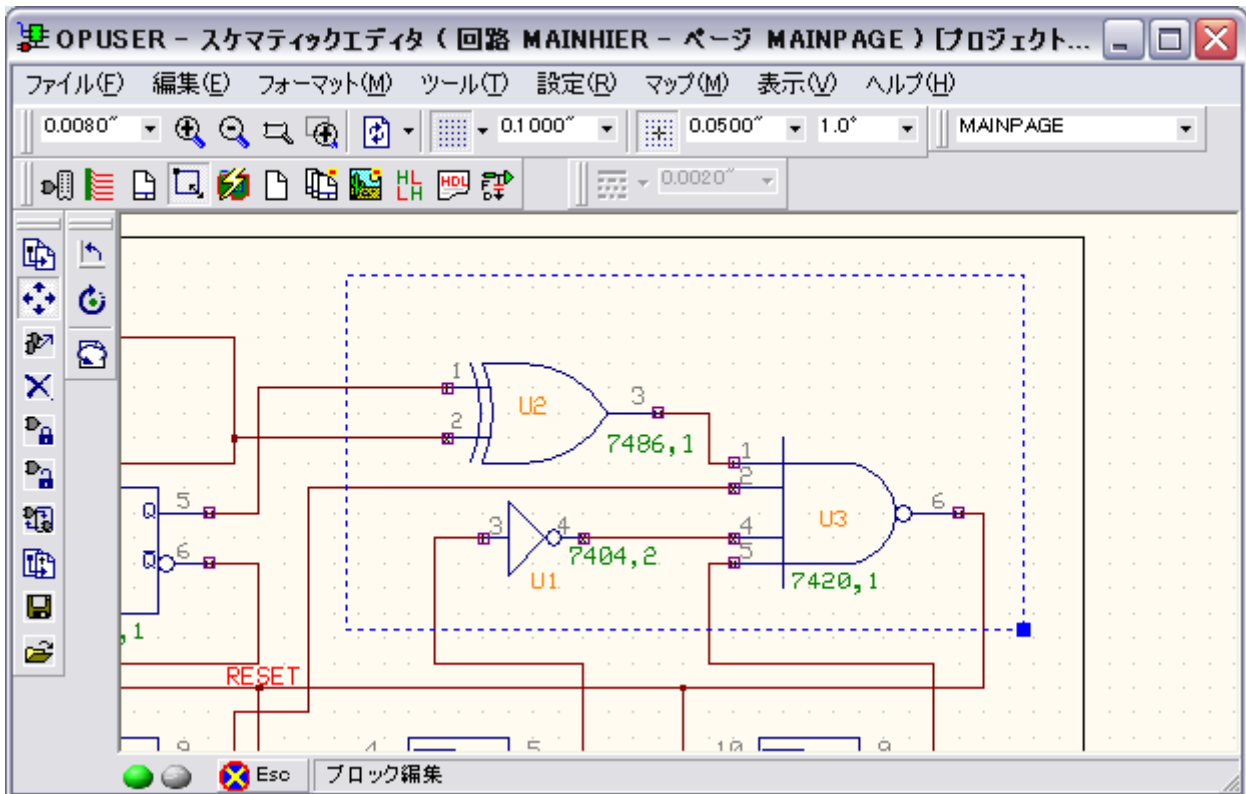 OPUSER - スケマティックエディタ ( 回路 MAINHIER - ページ MAINPAGE ) [プロジェクト...
ファイル(F) 編集(E) フォーマット(M) ツール(T) 設定(R) マップ(M) 表示(V) ヘルプ(H)
0.0080" 0.1000" 0.0500" 1.0° MAINPAGE
HL LH HDL 0.0020"
1
U2
3
2
7486,1
1
2
5
Q
U3
6
3
4
4
6
Q
7404,2
5
U1
7420,1
,1
RESET
9
4
5
10
9
Esc ブロック編集